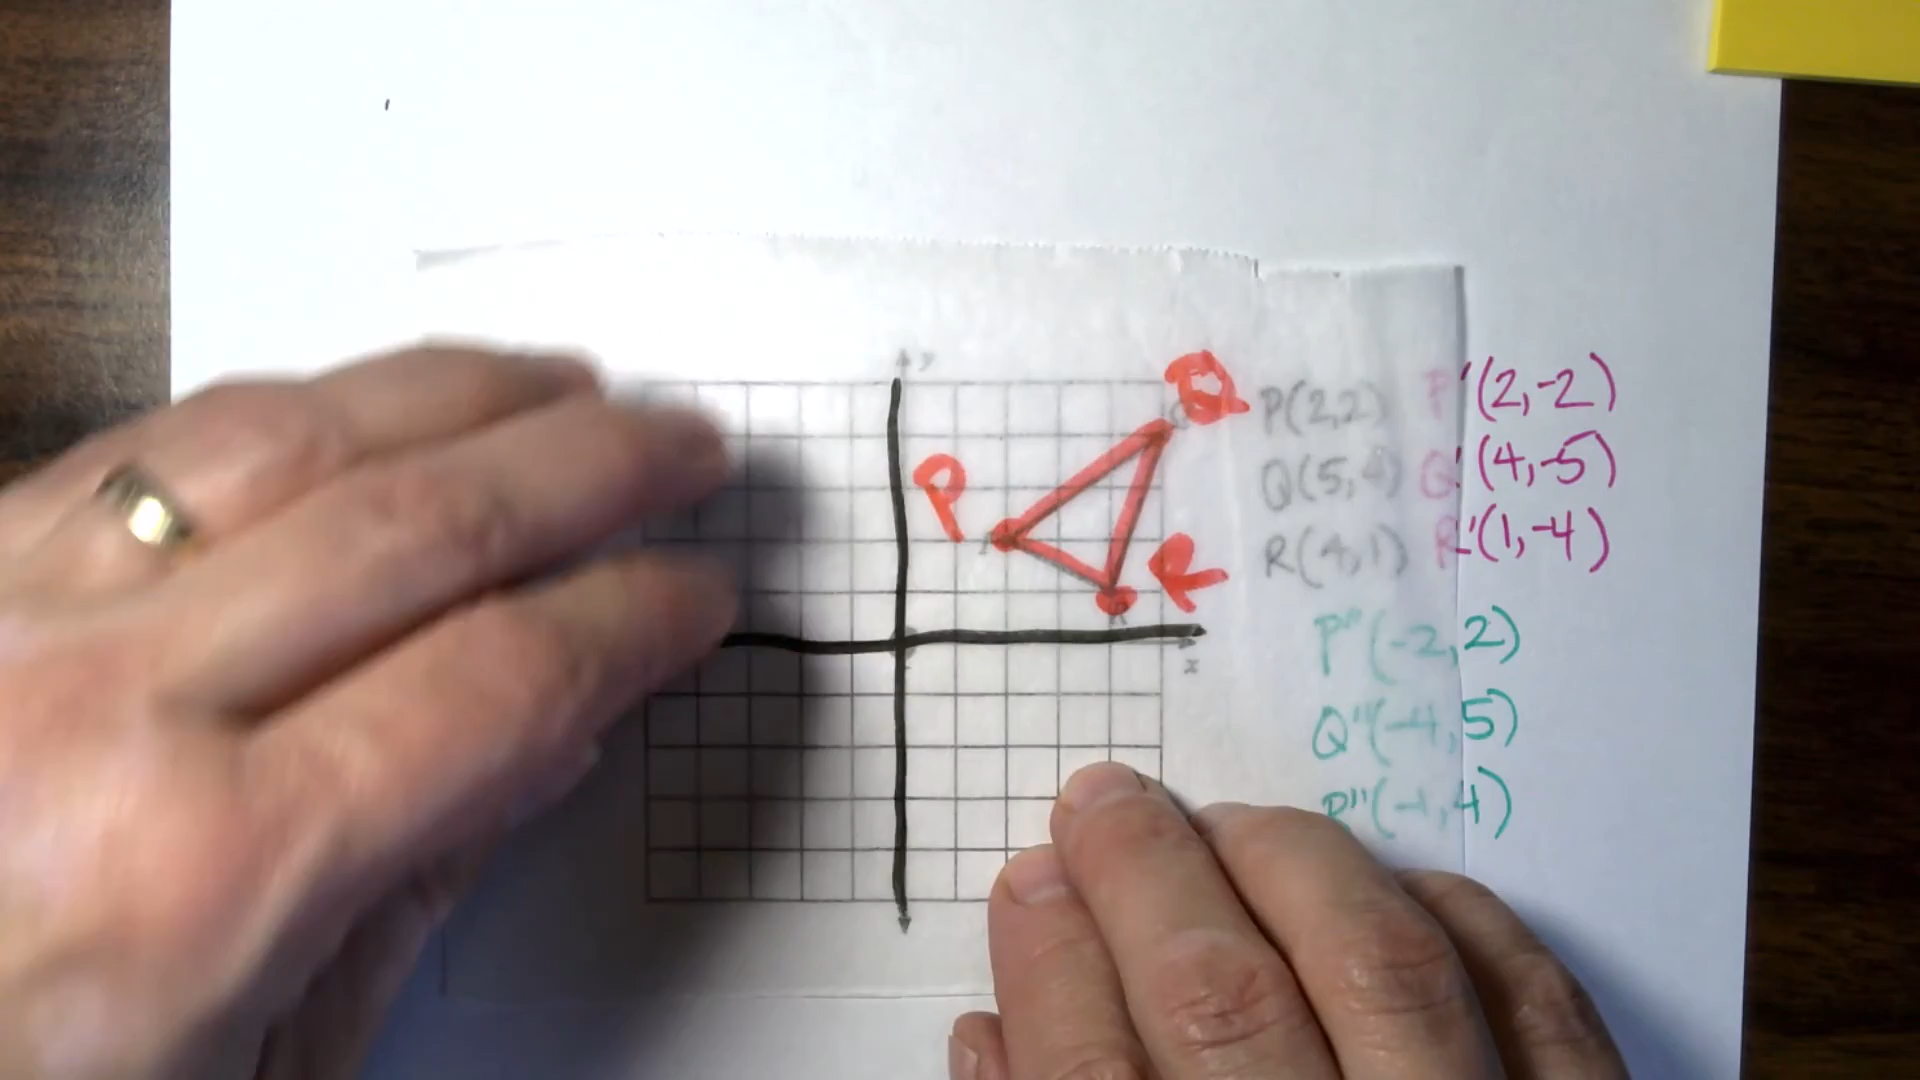 y
Q
P(2,2) P'(2,-2)
P
Q(5,4) Q'(4,-5)
R
R(4,1) R'(1,-4)
x
P"(-2,2)
Q"(-4,5)
R"(-1,4)